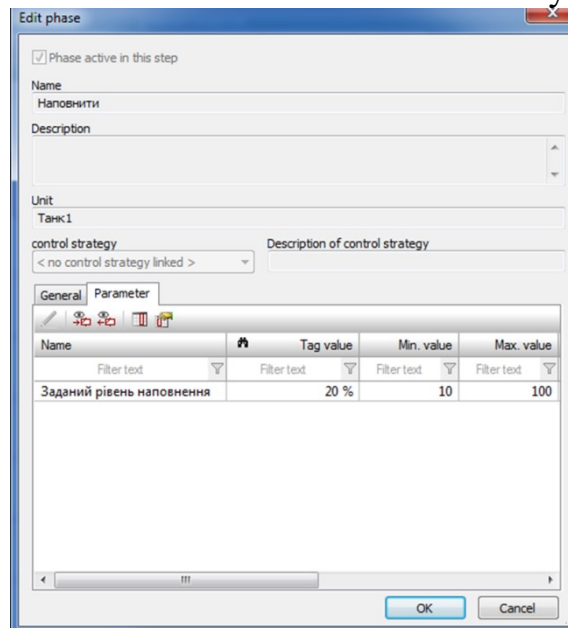 Edit phase
Phase active in this step
Name
Наповнити
Description
Unit
Танк1
control strategy Description of control strategy
< no control strategy linked >
General Parameter
Name Tag value Min. value Max. value
Filter text Filter text Filter text Filter text
Заданий рівень наповнення 20 % 10 100
OK Cancel